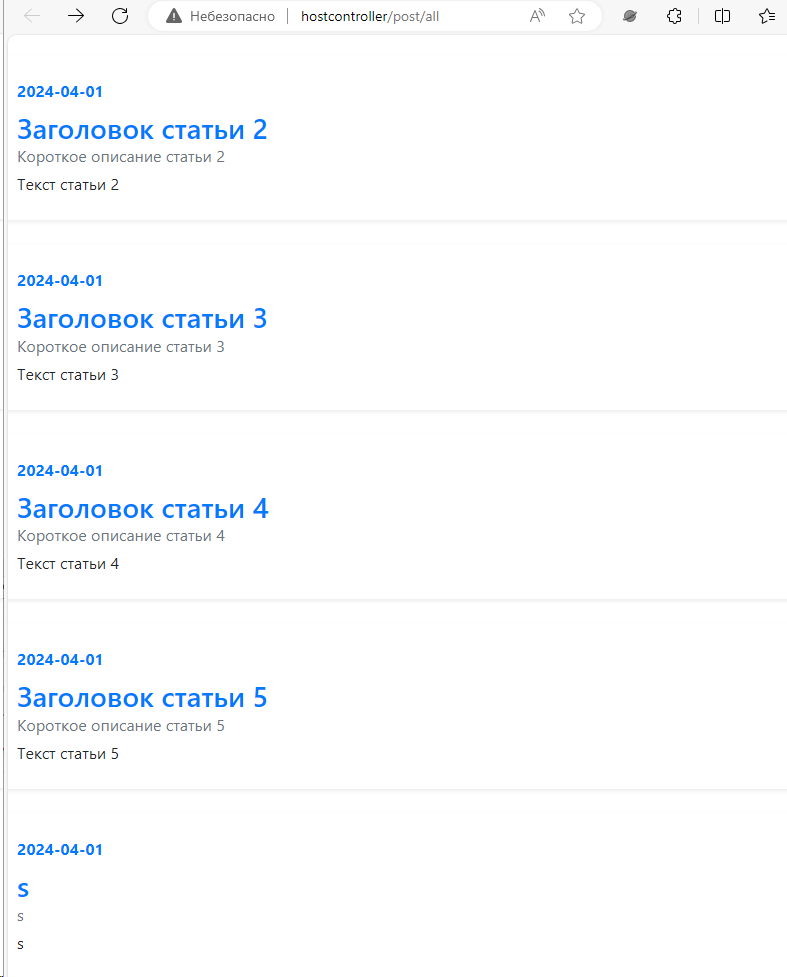 Небезопасно hostcontroller/post/all
2024-04-01
Заголовок статьи 2
Короткое описание статьи 2
Текст статьи 2
2024-04-01
Заголовок статьи 3
Короткое описание статьи 3
Текст статьи 3
2024-04-01
Заголовок статьи 4
Короткое описание статьи 4
Текст статьи 4
2024-04-01
Заголовок статьи 5
Короткое описание статьи 5
Текст статьи 5
2024-04-01
s
s
s